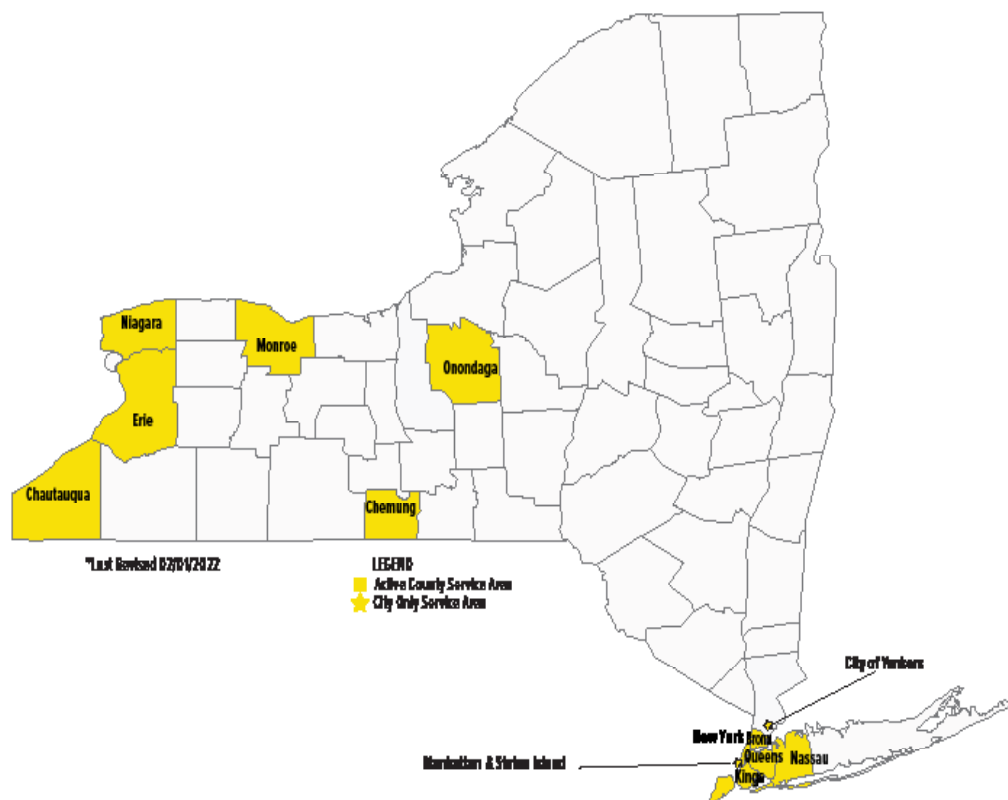 Niagara
Monroe
Onondaga
Erie
Chautauqua
Chemung
*Last Revised 02/01/2022
LEGEND
Active County Service Area
City Only Service Area
City of Yonkers
New York
Bronx
Queens
Nassau
Manhattan & Staten Island
Kings